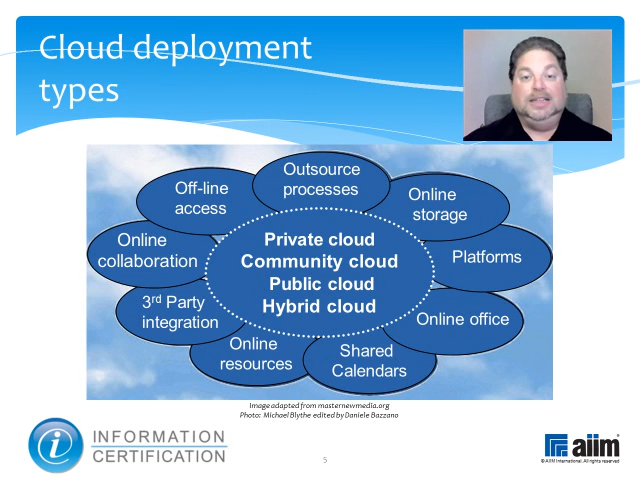 Cloud deployment
types
Outsource
processes
Off-line
access
Online
storage
Online
collaboration
Private cloud
Community cloud
Public cloud
Hybrid cloud
Platforms
3rd Party
integration
Online office
Online
resources
Shared
Calendars
Image adapted from masternewmedia.org
Photo: Michael Blythe edited by Daniele Bazzano
i
INFORMATION
CERTIFICATION
5
aiim
© AIIM International. All rights reserved